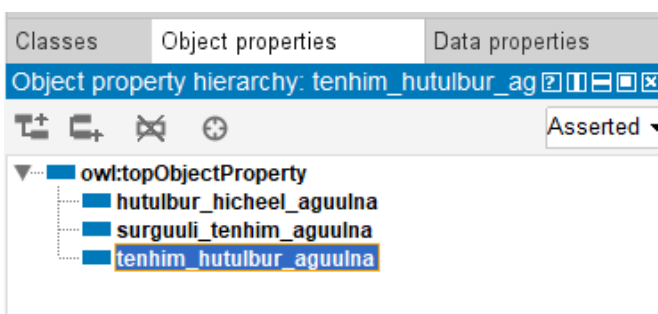 Classes Object properties Data properties
Object property hierarchy: tenhim_hutulbur_ag
Asserted
owl:topObjectProperty
hutulbur_hicheel_aguulna
surguuli_tenhim_aguulna
tenhim_hutulbur_aguulna